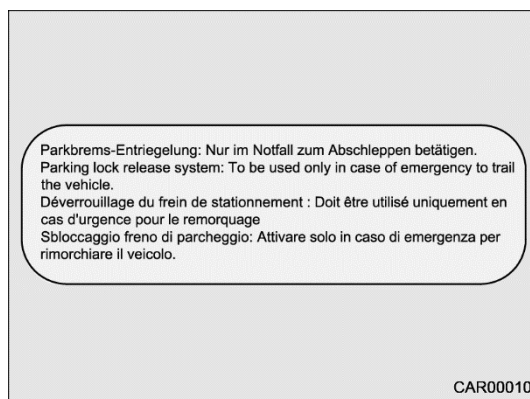 Parkbrems-Entriegelung: Nur im Notfall zum Abschleppen betätigen.
Parking lock release system: To be used only in case of emergency to trail
the vehicle.
Déverrouillage du frein de stationnement : Doit être utilisé uniquement en
cas d'urgence pour le remorquage
Sbloccaggio freno di parcheggio: Attivare solo in caso di emergenza per
rimorchiare il veicolo.
CAR00010